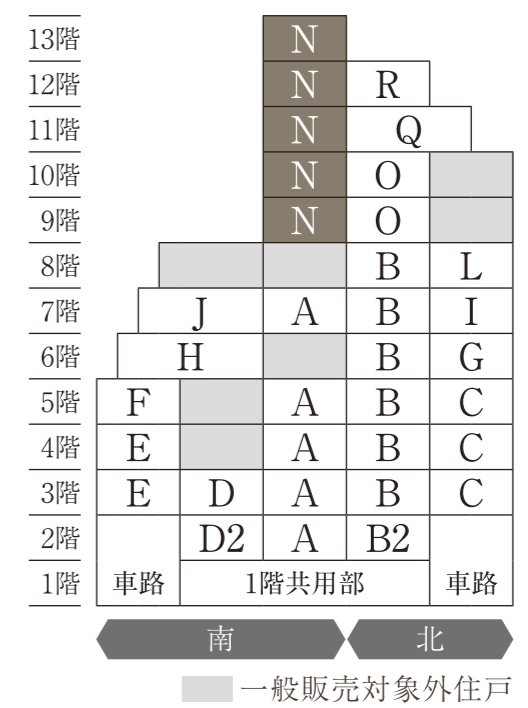 13階 N
12階 N R
11階 N Q
10階 N O
9階 N O
8階 B L
7階 J A B I
6階 H B G
5階 F A B C
4階 E A B C
3階 E D A B C
2階 D2 A B2
1階 車路 1階共用部 車路
南 北
一般販売対象外住戸